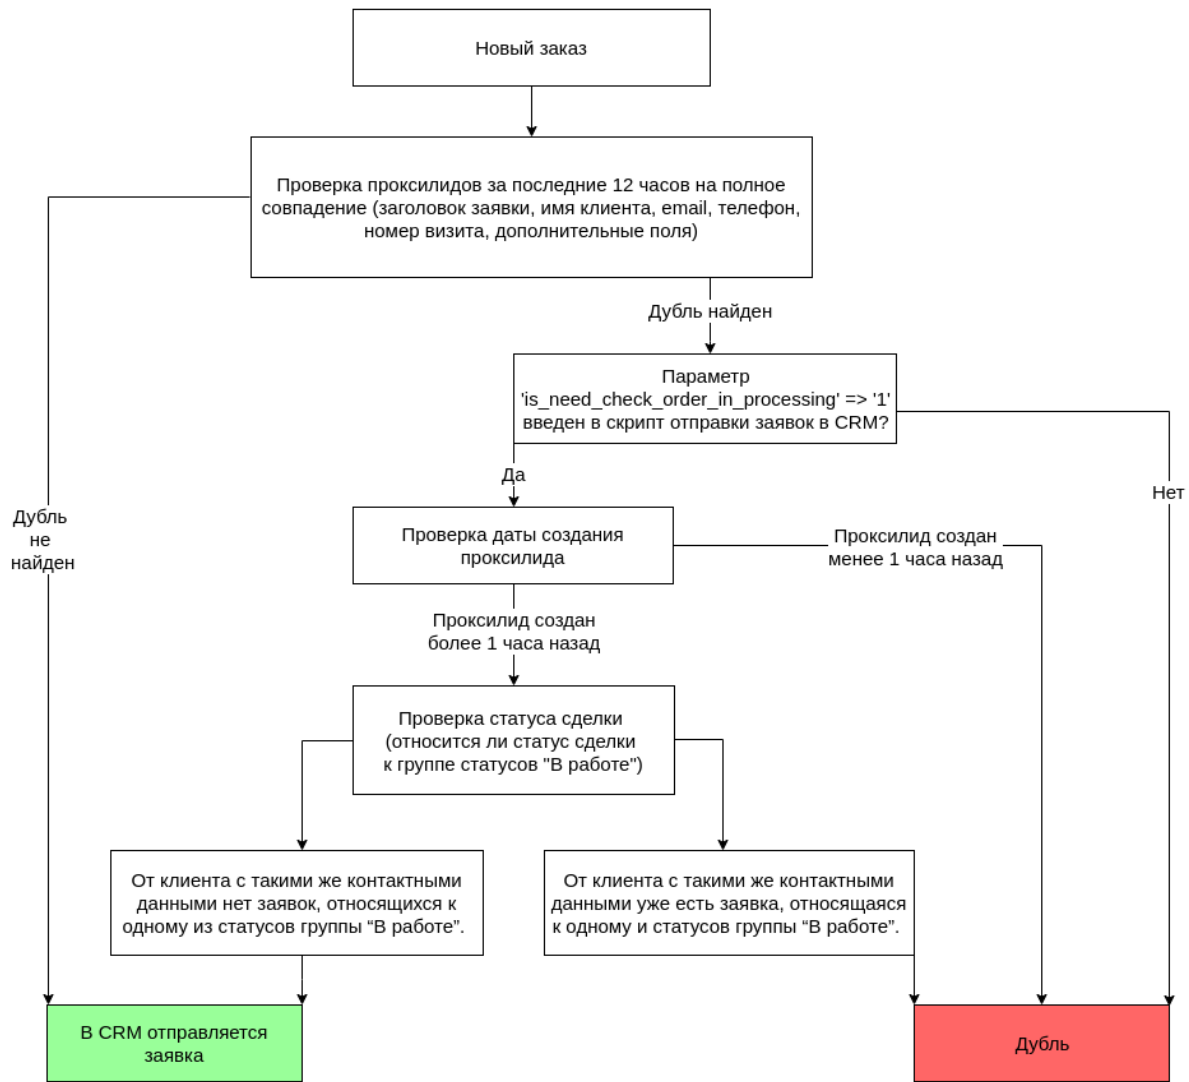 Новый заказ
Проверка проксилидов за последние 12 часов на полное
совпадение (заголовок заявки, имя клиента, email, телефон,
номер визита, дополнительные поля)
Дубль найден
Параметр
'is_need_check_order_in_processing' => '1'
введен в скрипт отправки заявок в CRM?
Да
Нет
Дубль
не
найден
Проверка даты создания
проксилида
Проксилид создан
менее 1 часа назад
Проксилид создан
более 1 часа назад
Проверка статуса сделки
(относится ли статус сделки
к группе статусов "В работе")
От клиента с такими же контактными
данными нет заявок, относящихся к
одному из статусов группы “В работе”.
От клиента с такими же контактными
данными уже есть заявка, относящаяся
к одному и статусов группы “В работе”.
В CRM отправляется
заявка
Дубль